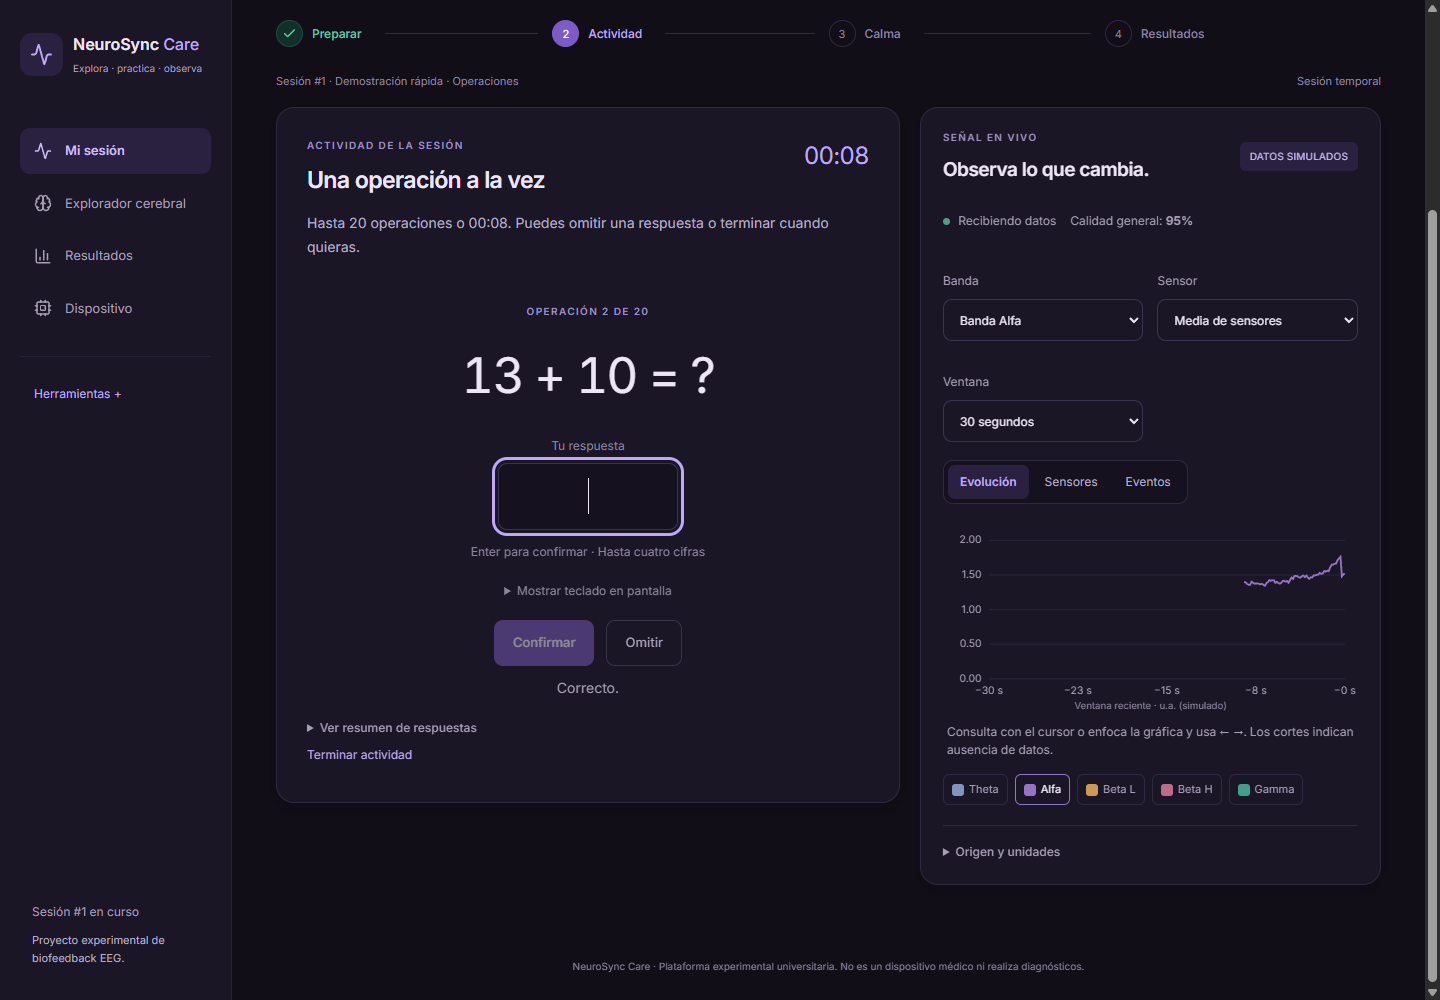 NeuroSync Care
Explora · practica · observa
Mi sesión
Explorador cerebral
Resultados
Dispositivo
Herramientas +
Sesión #1 en curso
Proyecto experimental de
biofeedback EEG.
Preparar
2 Actividad
3 Calma
4 Resultados
Sesión #1 · Demostración rápida · Operaciones
Sesión temporal
ACTIVIDAD DE LA SESIÓN
00:08
Una operación a la vez
Hasta 20 operaciones o 00:08. Puedes omitir una respuesta o terminar cuando
quieras.
OPERACIÓN 2 DE 20
13 + 10 = ?
Tu respuesta
Enter para confirmar · Hasta cuatro cifras
Mostrar teclado en pantalla
Confirmar
Omitir
Correcto.
Ver resumen de respuestas
Terminar actividad
SEÑAL EN VIVO
Observa lo que cambia.
DATOS SIMULADOS
Recibiendo datos
Calidad general: 95%
Banda
Sensor
Banda Alfa
Media de sensores
Ventana
30 segundos
Evolución
Sensores
Eventos
2.00
1.50
1.00
0.50
0.00
−30 s
−23 s
−15 s
−8 s
−0 s
Ventana reciente · u.a. (simulado)
Consulta con el cursor o enfoca la gráfica y usa ← →. Los cortes indican
ausencia de datos.
Theta
Alfa
Beta L
Beta H
Gamma
Origen y unidades
NeuroSync Care · Plataforma experimental universitaria. No es un dispositivo médico ni realiza diagnósticos.